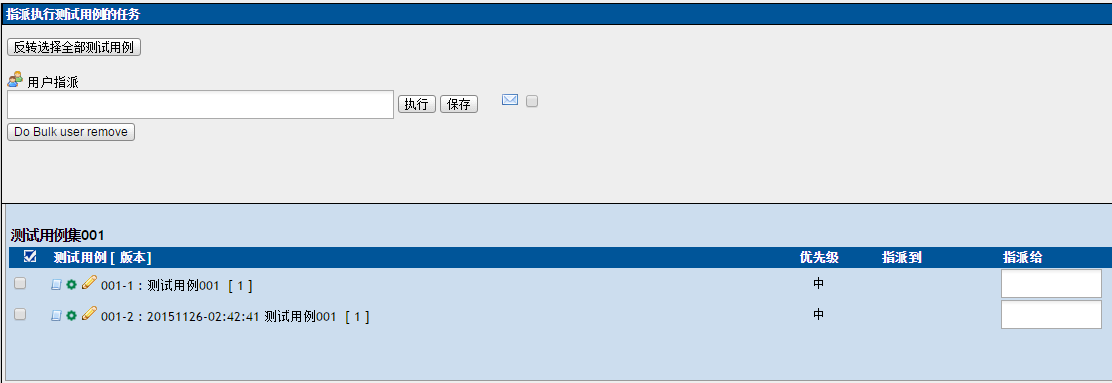 指派执行测试用例的任务
反转选择全部测试用例
用户指派
执行 保存
Do Bulk user remove
测试用例集001
测试用例 [ 版本] 优先级 指派到 指派给
001-1 : 测试用例001 [ 1 ] 中
001-2 : 20151126-02:42:41 测试用例001 [ 1 ] 中